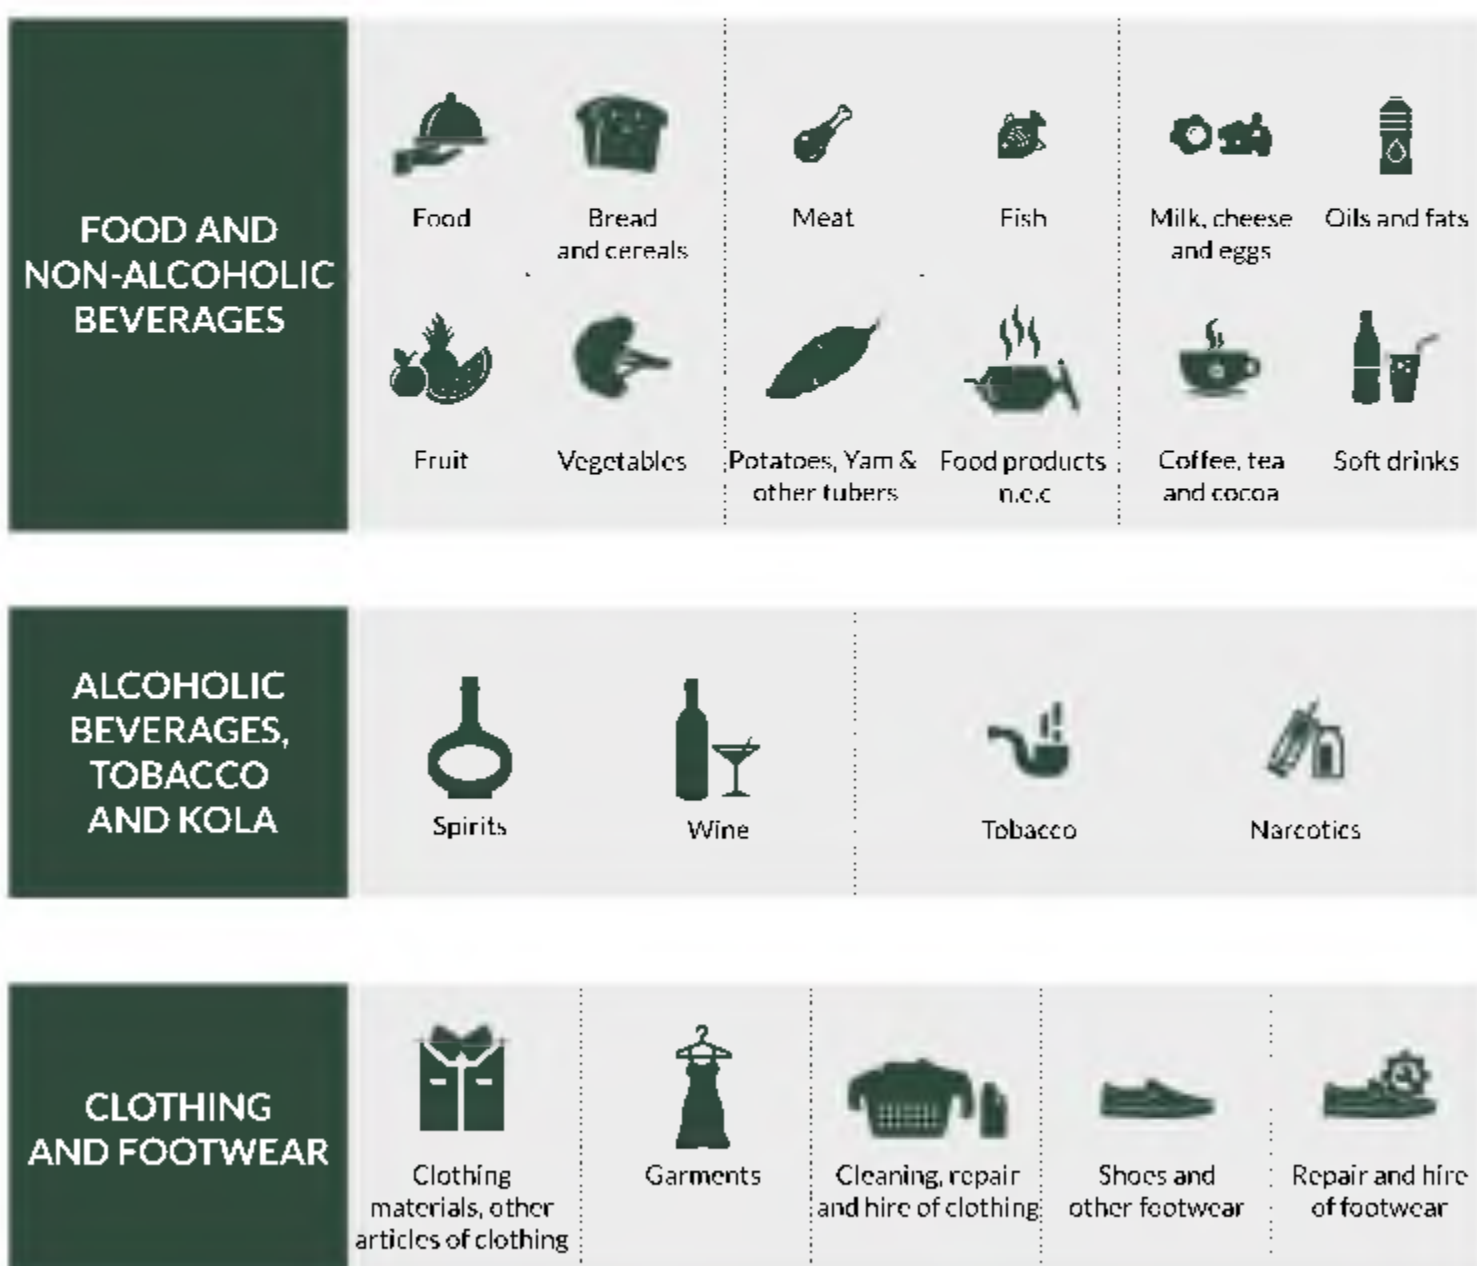 FOOD AND
NON-ALCOHOLIC
BEVERAGES
Food
Bread
and cereals
Meat
Fish
Milk, cheese
and eggs
Oils and fats
Fruit
Vegetables
Potatoes, Yam &
other tubers
Food products
n.e.c
Coffee, tea
and cocoa
Soft drinks
ALCOHOLIC
BEVERAGES,
TOBACCO
AND KOLA
Spirits
Wine
Tobacco
Narcotics
CLOTHING
AND FOOTWEAR
Clothing
materials, other
articles of clothing
Garments
Cleaning, repair
and hire of clothing
Shoes and
other footwear
Repair and hire
of footwear